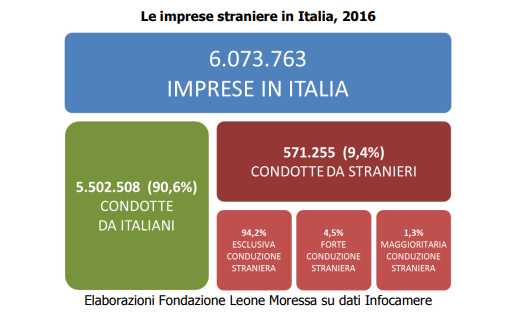 Le imprese straniere in Italia, 2016
6.073.763
IMPRESE IN ITALIA
5.502.508 (90,6%)
CONDOTTE
DA ITALIANI
571.255 (9,4%)
CONDOTTE DA STRANIERI
94,2%
ESCLUSIVA
CONDUZIONE
STRANIERA
4,5%
FORTE
CONDUZIONE
STRANIERA
1,3%
MAGGIORITARIA
CONDUZIONE
STRANIERA
Elaborazioni Fondazione Leone Moressa su dati Infocamere